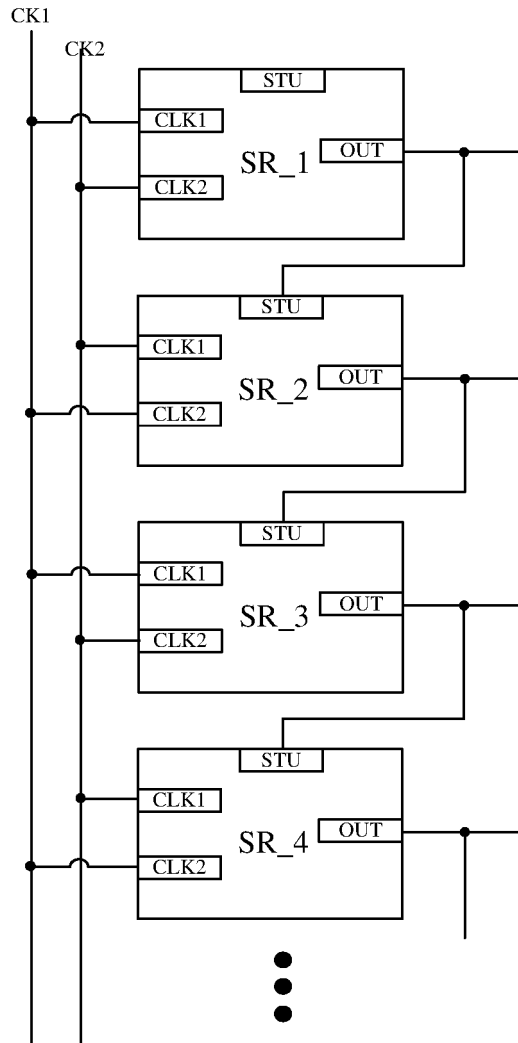 CK1
CK2
STU
CLK1
OUT
SR_1
CLK2
STU
CLK1
OUT
SR_2
CLK2
STU
CLK1
OUT
SR_3
CLK2
STU
CLK1
OUT
SR_4
CLK2